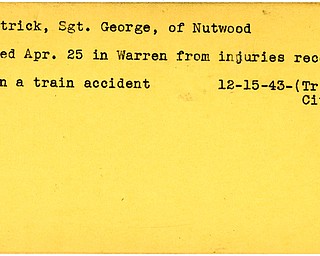 trick, Sgt. George, of Nutwood
ed Apr. 25 in Warren from injuries rec
n a train accident 12-15-43-(Tr
Ci